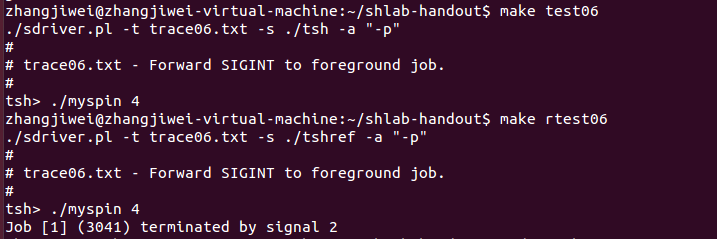 zhangjiwei@zhangjiwei-virtual-machine:~/shlab-handout$ make test06
./sdriver.pl -t trace06.txt -s ./tsh -a "-p"
#
# trace06.txt - Forward SIGINT to foreground job.
#
tsh> ./myspin 4
zhangjiwei@zhangjiwei-virtual-machine:~/shlab-handout$ make rtest06
./sdriver.pl -t trace06.txt -s ./tshref -a "-p"
#
# trace06.txt - Forward SIGINT to foreground job.
#
tsh> ./myspin 4
Job [1] (3041) terminated by signal 2